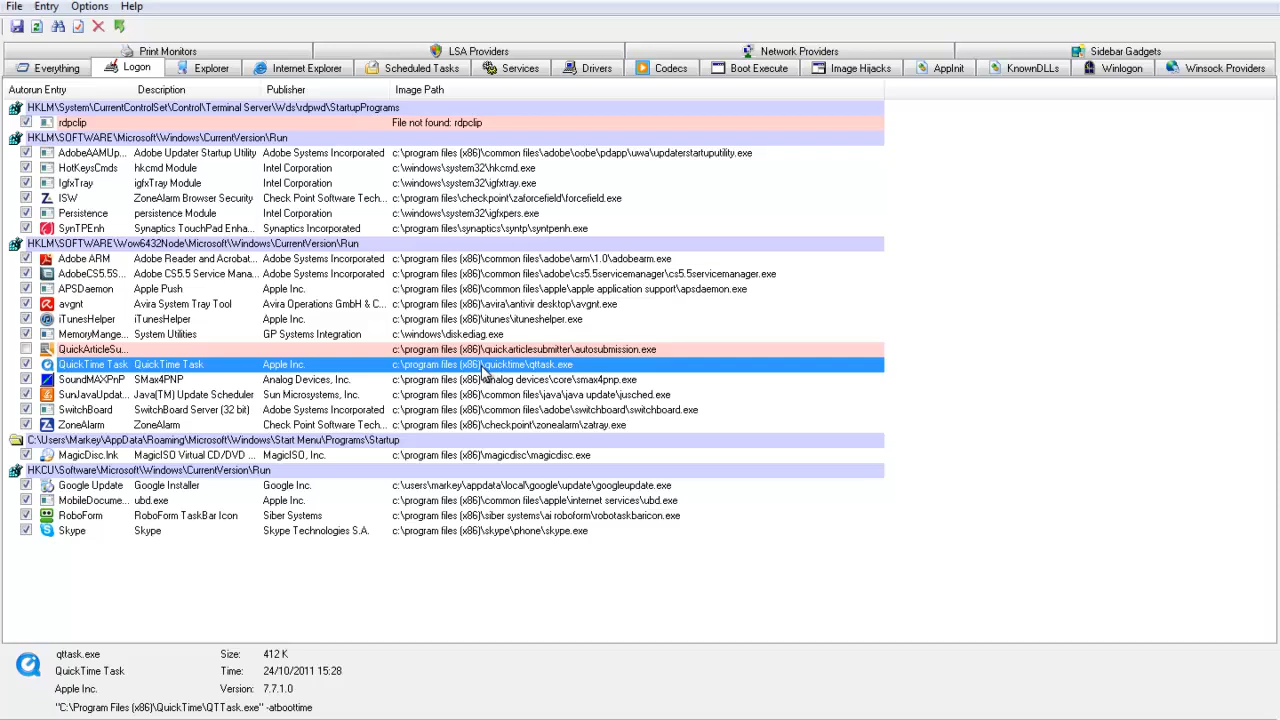 File Entry Options Help
Print Monitors LSA Providers Network Providers Sidebar Gadgets
Everything Logon Explorer Internet Explorer Scheduled Tasks Services Drivers Codecs Boot Execute Image Hijacks AppInit KnownDLLs Winlogon Winsock Providers
Autorun Entry Description Publisher Image Path
HKLM\System\CurrentControlSet\Control\Terminal Server\Wds\rdpwd\StartupPrograms
rdpclip File not found: rdpclip
HKLM\SOFTWARE\Microsoft\Windows\CurrentVersion\Run
AdobeAAMUp... Adobe Updater Startup Utility Adobe Systems Incorporated c:\program files (x86)\common files\adobe\oobe\pdapp\uwa\updaterstartuputility.exe
HotKeysCmds hkcmd Module Intel Corporation c:\windows\system32\hkcmd.exe
IgfxTray igfxTray Module Intel Corporation c:\windows\system32\igfxtray.exe
ISW ZoneAlarm Browser Security Check Point Software Tech... c:\program files\checkpoint\zaforcefield\forcefield.exe
Persistence persistence Module Intel Corporation c:\windows\system32\igfxpers.exe
SynTPEnh Synaptics TouchPad Enha... Synaptics Incorporated c:\program files\synaptics\syntp\syntpenh.exe
HKLM\SOFTWARE\Wow6432Node\Microsoft\Windows\CurrentVersion\Run
Adobe ARM Adobe Reader and Acrobat... Adobe Systems Incorporated c:\program files (x86)\common files\adobe\arm\1.0\adobearm.exe
AdobeCS5.5S... Adobe CS5.5 Service Mana... Adobe Systems Incorporated c:\program files (x86)\common files\adobe\cs5.5servicemanager\cs5.5servicemanager.exe
APSDaemon Apple Push Apple Inc. c:\program files (x86)\common files\apple\apple application support\apsdaemon.exe
avgnt Avira System Tray Tool Avira Operations GmbH & C... c:\program files (x86)\avira\antivir desktop\avgnt.exe
iTunesHelper iTunesHelper Apple Inc. c:\program files (x86)\itunes\ituneshelper.exe
MemoryMange... System Utilities GP Systems Integration c:\windows\diskediag.exe
QuickArticleSu... c:\program files (x86)\quickarticlesubmitter\autosubmission.exe
QuickTime Task QuickTime Task Apple Inc. c:\program files (x86)\quicktime\qttask.exe
SoundMAXPnP SMax4PNP Analog Devices, Inc. c:\program files (x86)\analog devices\core\smax4pnp.exe
SunJavaUpdat... Java(TM) Update Scheduler Sun Microsystems, Inc. c:\program files (x86)\common files\java\java update\jusched.exe
SwitchBoard SwitchBoard Server (32 bit) Adobe Systems Incorporated c:\program files (x86)\common files\adobe\switchboard\switchboard.exe
ZoneAlarm ZoneAlarm Check Point Software Tech... c:\program files (x86)\checkpoint\zonealarm\zatray.exe
C:\Users\Markey\AppData\Roaming\Microsoft\Windows\Start Menu\Programs\Startup
MagicDisc.lnk MagicISO Virtual CD/DVD ... MagicISO, Inc. c:\program files (x86)\magicdisc\magicdisc.exe
HKCU\Software\Microsoft\Windows\CurrentVersion\Run
Google Update Google Installer Google Inc. c:\users\markey\appdata\local\google\update\googleupdate.exe
MobileDocume... ubd.exe Apple Inc. c:\program files (x86)\common files\apple\internet services\ubd.exe
RoboForm RoboForm TaskBar Icon Siber Systems c:\program files (x86)\siber systems\ai roboform\robotaskbaricon.exe
Skype Skype Skype Technologies S.A. c:\program files (x86)\skype\phone\skype.exe
qttask.exe Size: 412 K
QuickTime Task Time: 24/10/2011 15:28
Apple Inc. Version: 7.7.1.0
"C:\Program Files (x86)\QuickTime\QTTask.exe" -atboottime